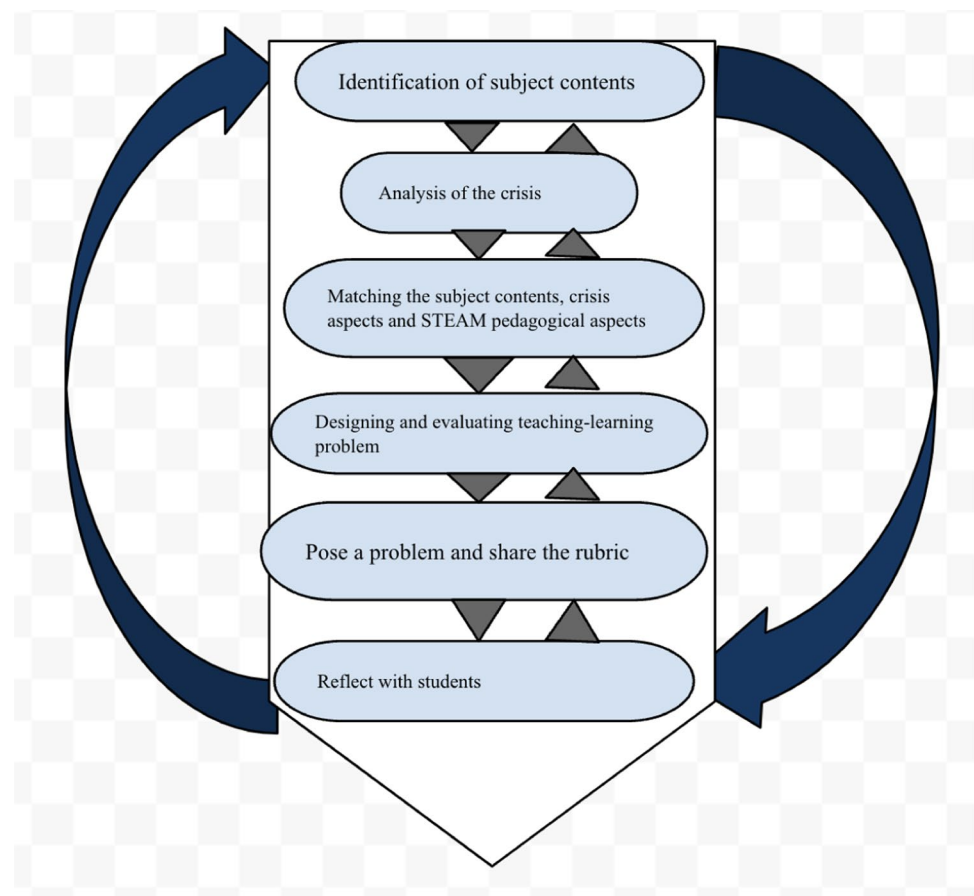 Identification of subject contents
Analysis of the crisis
Matching the subject contents, crisis
aspects and STEAM pedagogical aspects
Designing and evaluating teaching-learning
problem
Pose a problem and share the rubric
Reflect with students